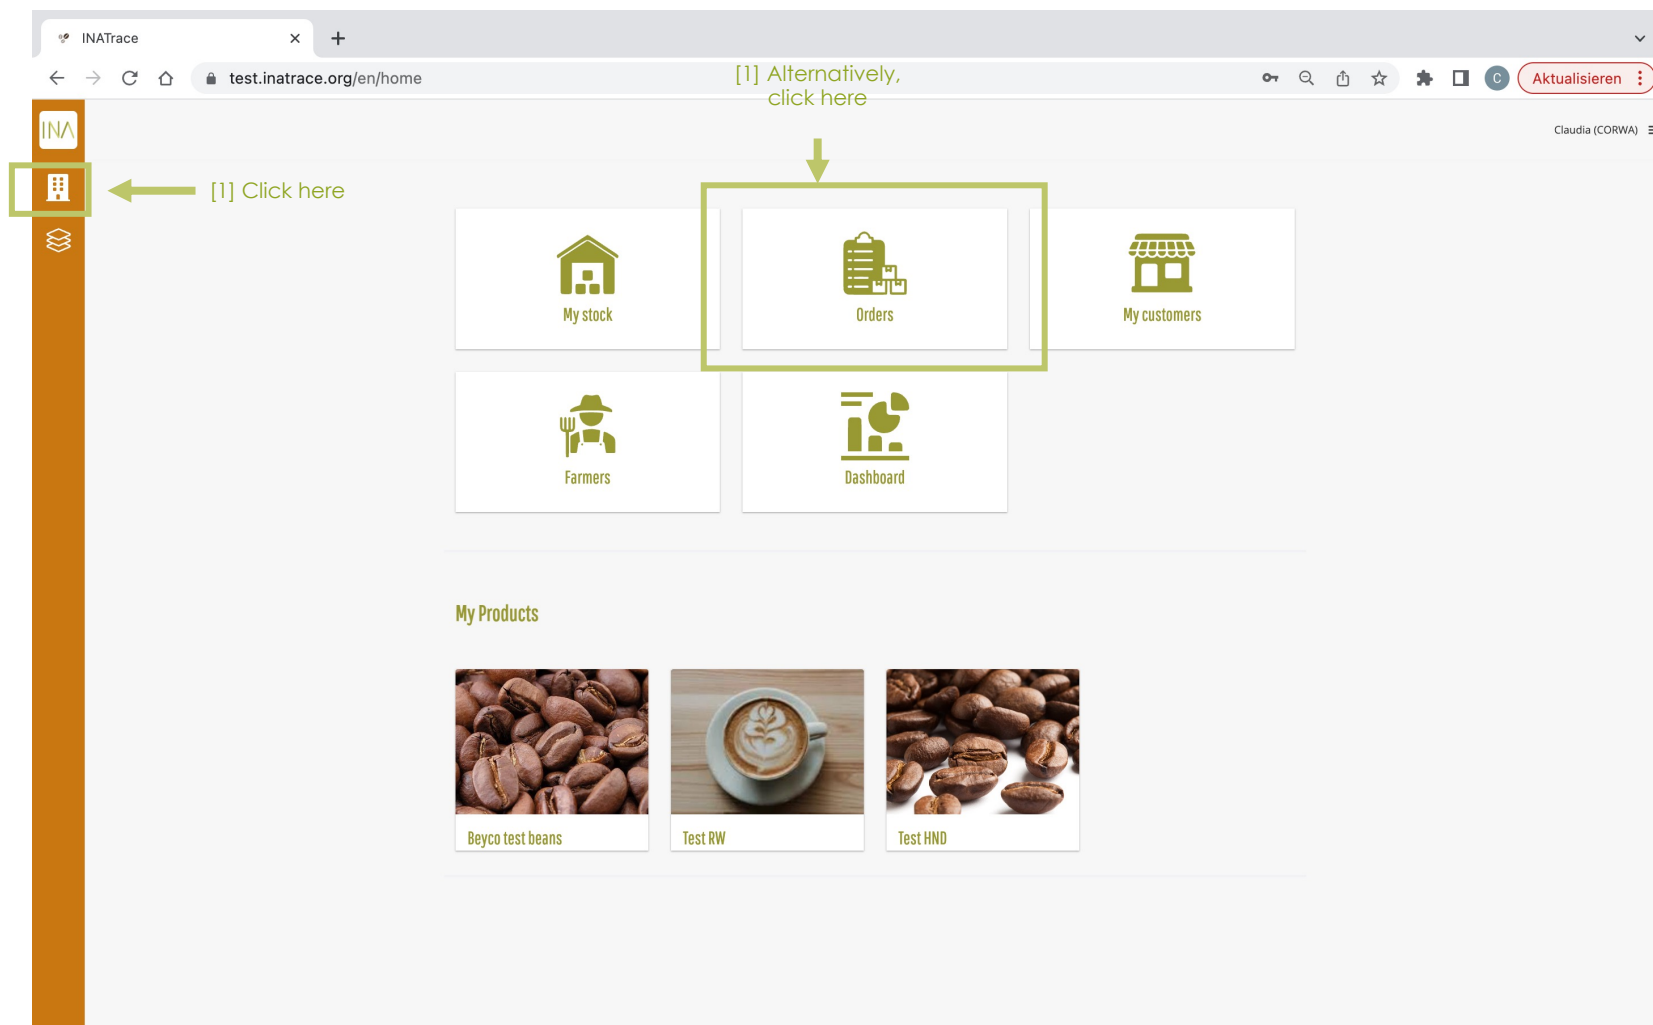 INATrace
test.inatrace.org/en/home
[1] Alternatively,
click here
C
Aktualisieren
INA
Claudia (CORWA)
[1] Click here
My stock
Orders
My customers
Farmers
Dashboard
My Products
Beyco test beans
Test RW
Test HND